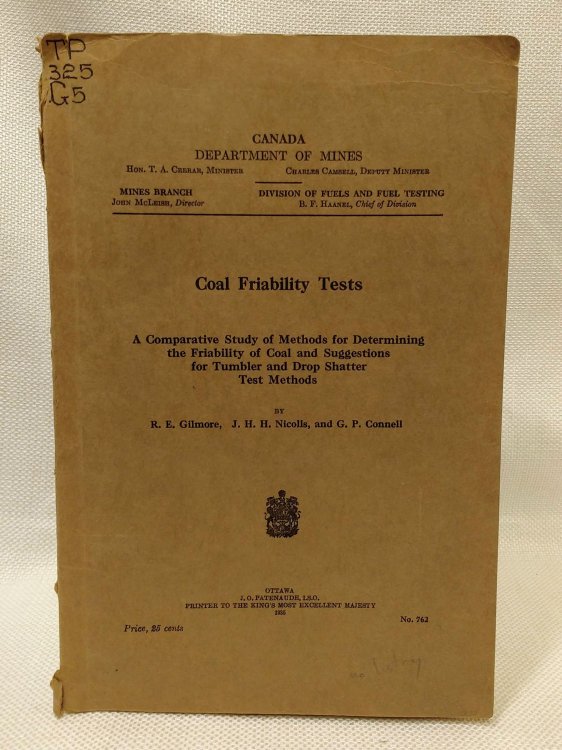 TP
325
G5
CANADA
DEPARTMENT OF MINES
HON. T. A. CRERAR, MINISTER CHARLES CAMSELL, DEPUTY MINISTER
MINES BRANCH DIVISION OF FUELS AND FUEL TESTING
JOHN MCLEISH, Director B. F. HAANEL, Chief of Division
Coal Friability Tests
A Comparative Study of Methods for Determining
the Friability of Coal and Suggestions
for Tumbler and Drop Shatter
Test Methods
BY
R. E. Gilmore, J. H. H. Nicolls, and G. P. Connell
OTTAWA
J. O. PATENAUDE, I.S.O.
PRINTER TO THE KING'S MOST EXCELLENT MAJESTY
1935
Price, 25 cents No. 762